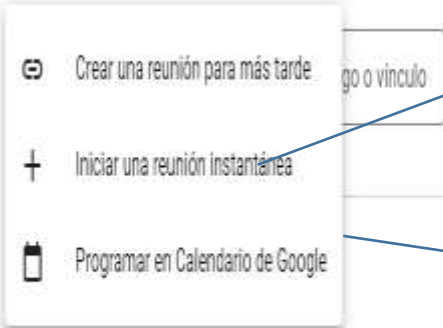 Crear una reunión para más tarde
go o vínculo
Iniciar una reunión instantánea
Programar en Calendario de Google